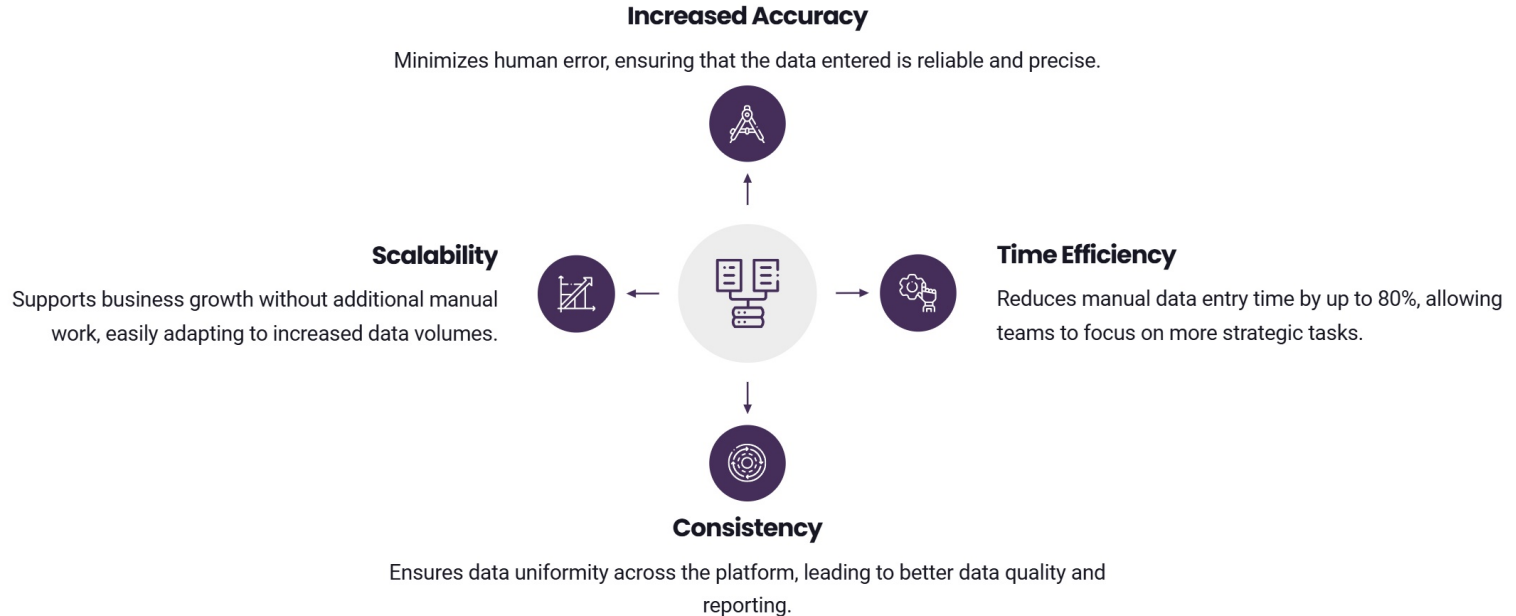 Increased Accuracy
Minimizes human error, ensuring that the data entered is reliable and precise.
Scalability
Supports business growth without additional manual
work, easily adapting to increased data volumes.
Time Efficiency
Reduces manual data entry time by up to 80%, allowing
teams to focus on more strategic tasks.
Consistency
Ensures data uniformity across the platform, leading to better data quality and
reporting.